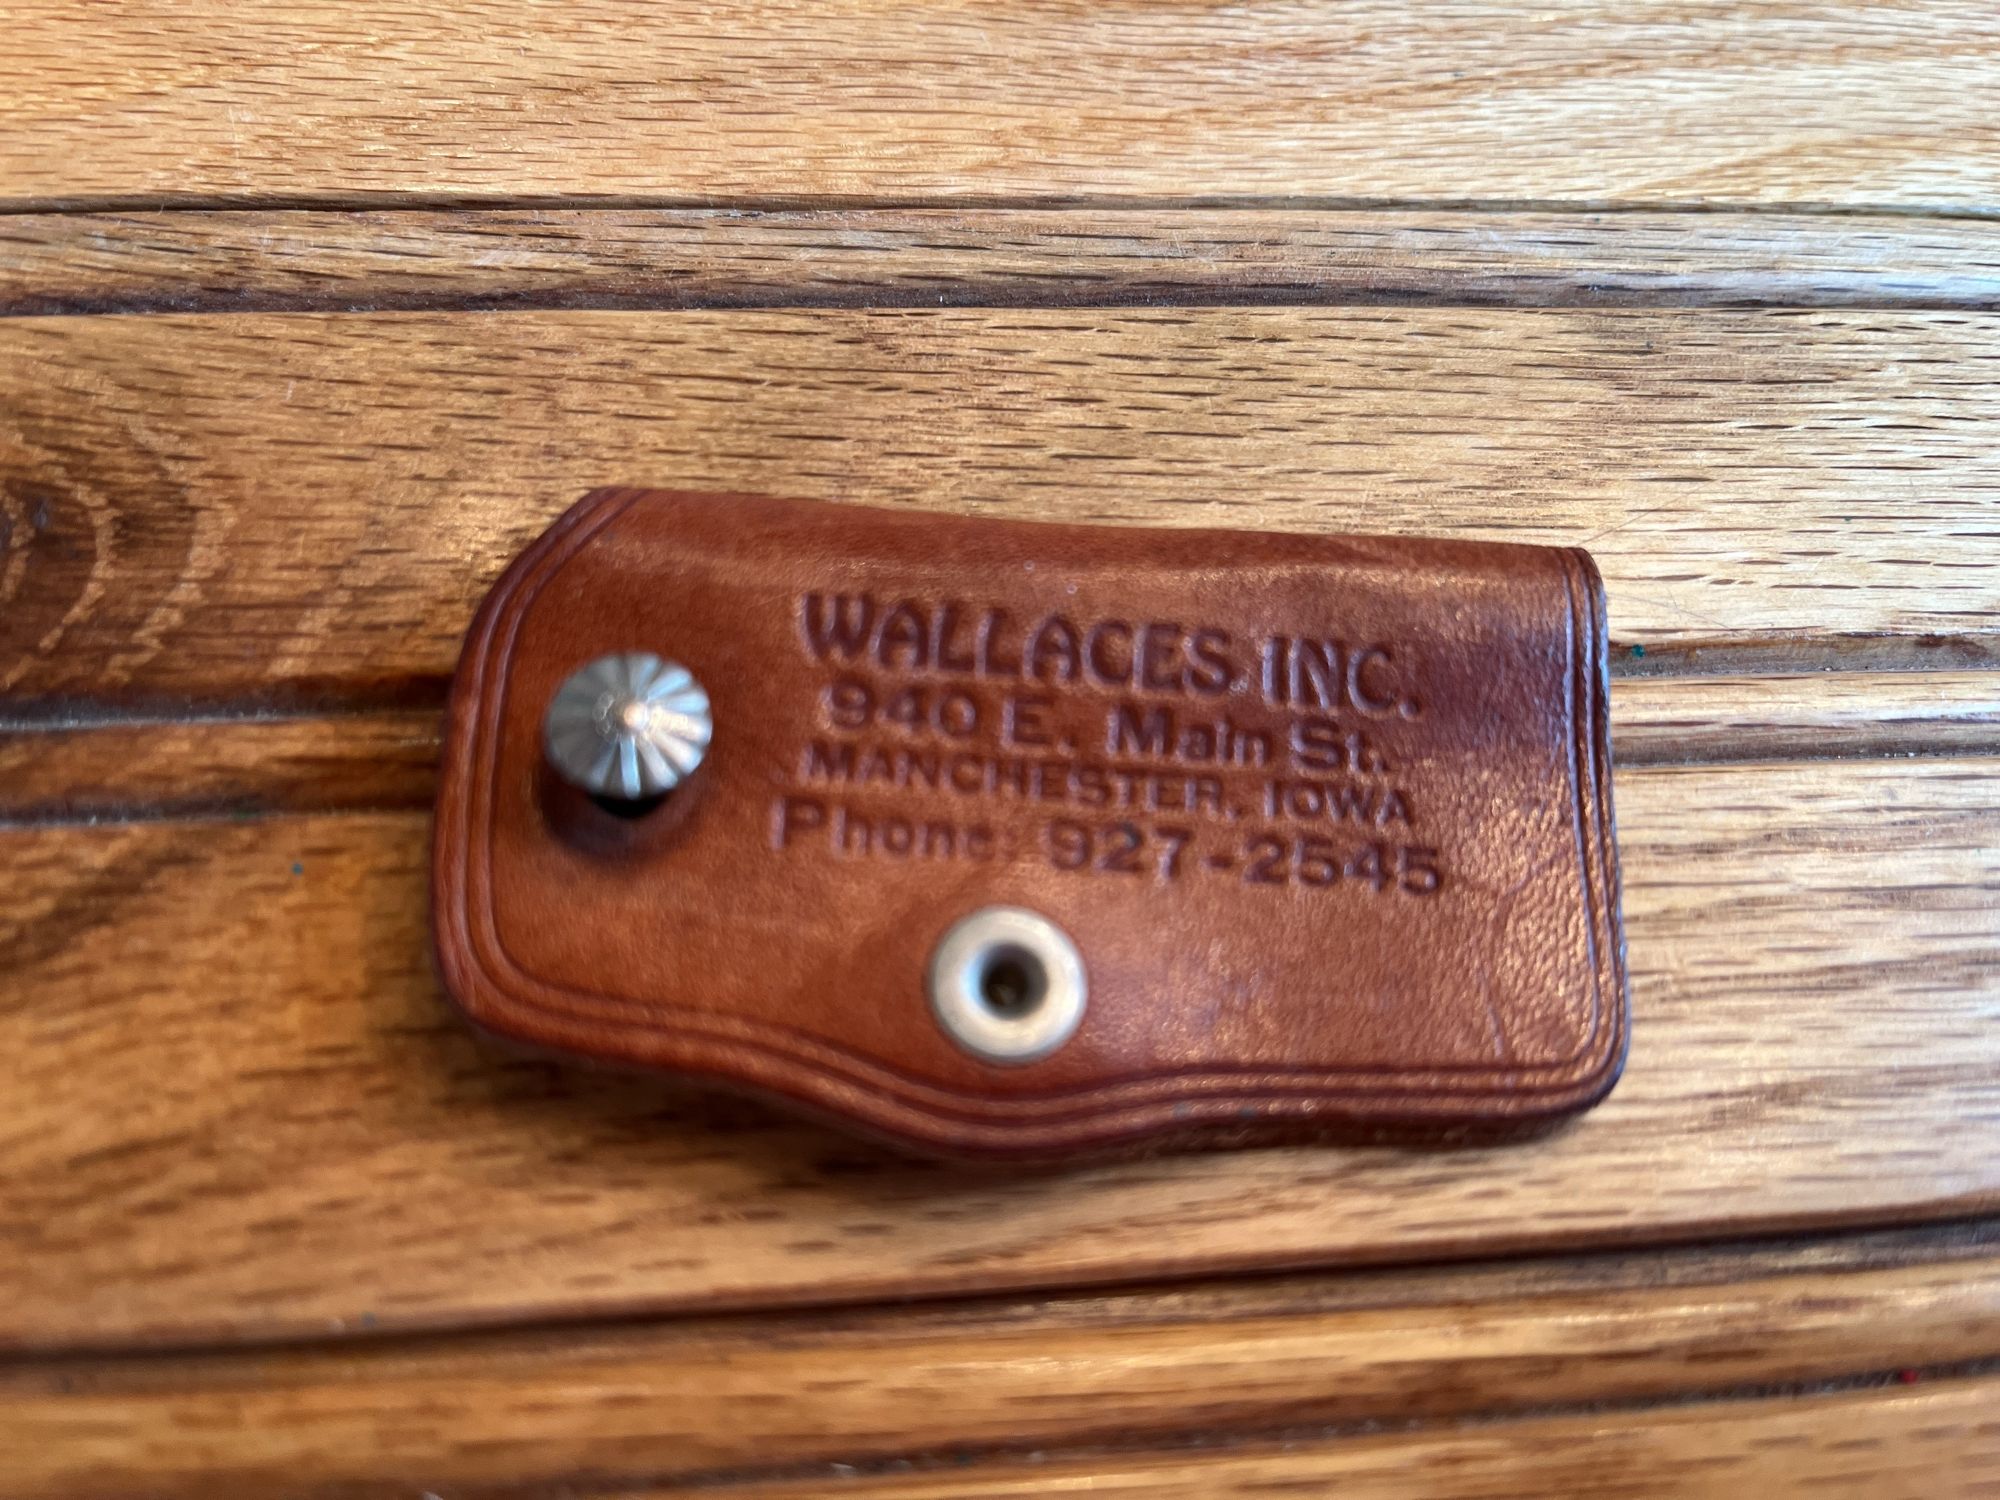 WALLACES, INC.
940 E. Main St.
MANCHESTER, IOWA
Phone: 927-2545